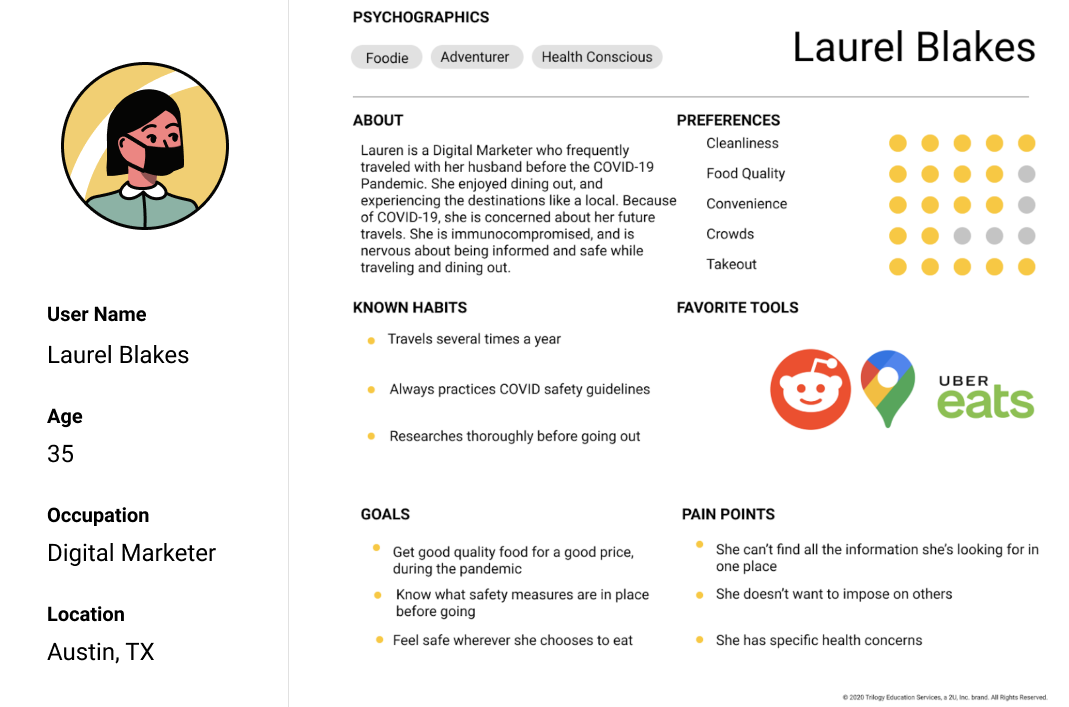 PSYCHOGRAPHICS
Foodie
Adventurer
Health Conscious
Laurel Blakes
User Name
Laurel Blakes
Age
35
Occupation
Digital Marketer
Location
Austin, TX
ABOUT
Lauren is a Digital Marketer who frequently
traveled with her husband before the COVID-19
Pandemic. She enjoyed dining out, and
experiencing the destinations like a local. Because
of COVID-19, she is concerned about her future
travels. She is immunocompromised, and is
nervous about being informed and safe while
traveling and dining out.
PREFERENCES
Cleanliness
Food Quality
Convenience
Crowds
Takeout
KNOWN HABITS
Travels several times a year
Always practices COVID safety guidelines
Researches thoroughly before going out
FAVORITE TOOLS
UBER
eats
GOALS
Get good quality food for a good price,
during the pandemic
Know what safety measures are in place
before going
Feel safe wherever she chooses to eat
PAIN POINTS
She can't find all the information she's looking for in
one place
She doesn't want to impose on others
She has specific health concerns
© 2020 Trilogy Education Services, a 2U, Inc. brand. All Rights Reserved.